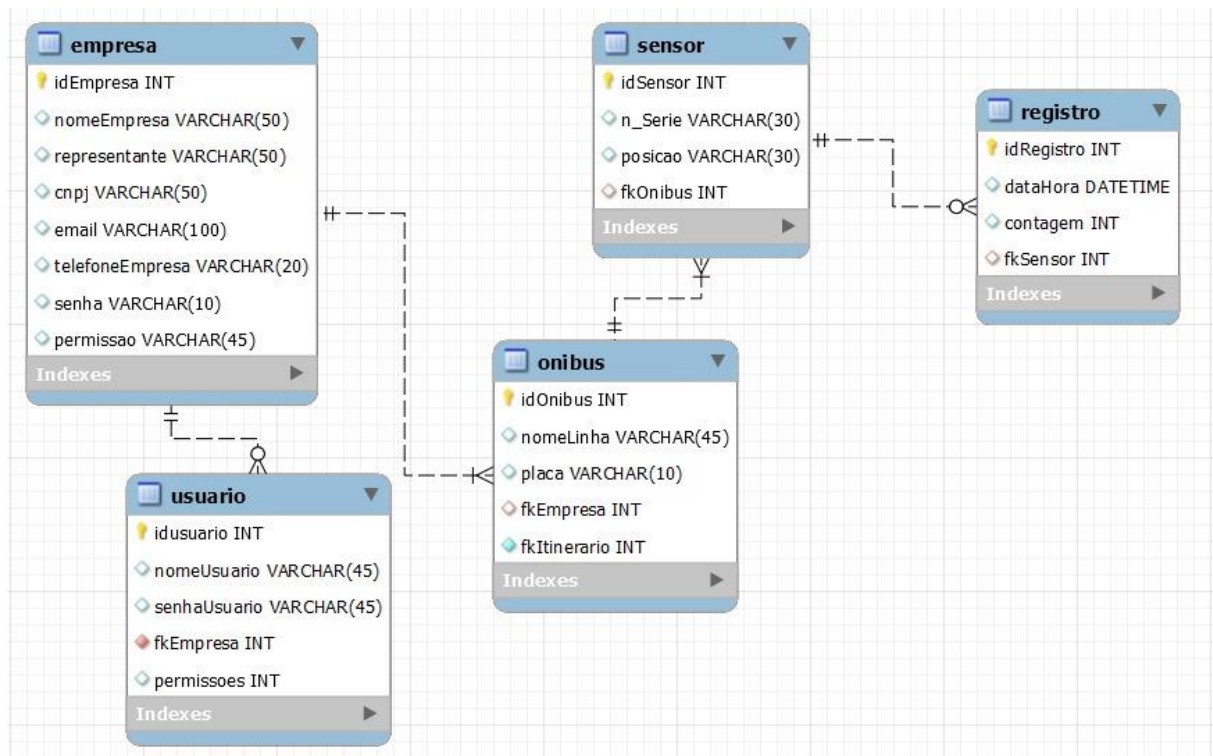 empresa
idEmpresa INT
nomeEmpresa VARCHAR(50)
representante VARCHAR(50)
cnpj VARCHAR(50)
email VARCHAR(100)
telefoneEmpresa VARCHAR(20)
senha VARCHAR(10)
permissao VARCHAR(45)
Indexes
sensor
idSensor INT
n_Serie VARCHAR(30)
posicao VARCHAR(30)
fkOnibus INT
Indexes
registro
idRegistro INT
dataHora DATETIME
contagem INT
fkSensor INT
Indexes
onibus
idOnibus INT
nomeLinha VARCHAR(45)
placa VARCHAR(10)
fkEmpresa INT
fkItinerario INT
Indexes
usuario
idusuario INT
nomeUsuario VARCHAR(45)
senhaUsuario VARCHAR(45)
fkEmpresa INT
permissoes INT
Indexes